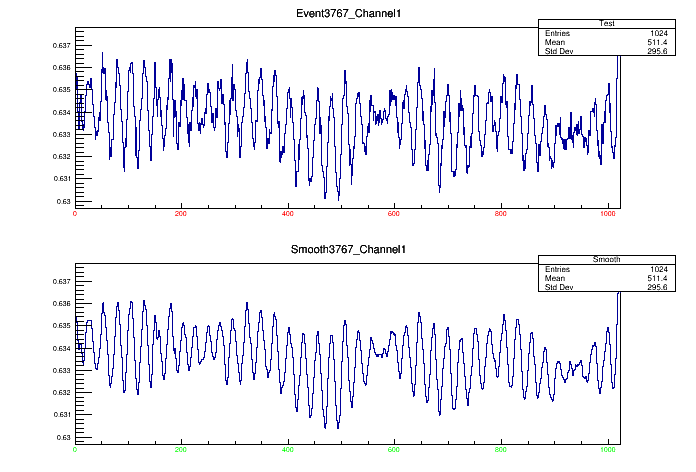 Event3767_Channel1
Test
Entries 1024
Mean 511.4
Std Dev 295.6
0.637
0.636
0.635
0.634
0.633
0.632
0.631
0.63
0 200 400 600 800 1000
Smooth3767_Channel1
Smooth
Entries 1024
Mean 511.4
Std Dev 295.6
0.637
0.636
0.635
0.634
0.633
0.632
0.631
0.63
0 200 400 600 800 1000